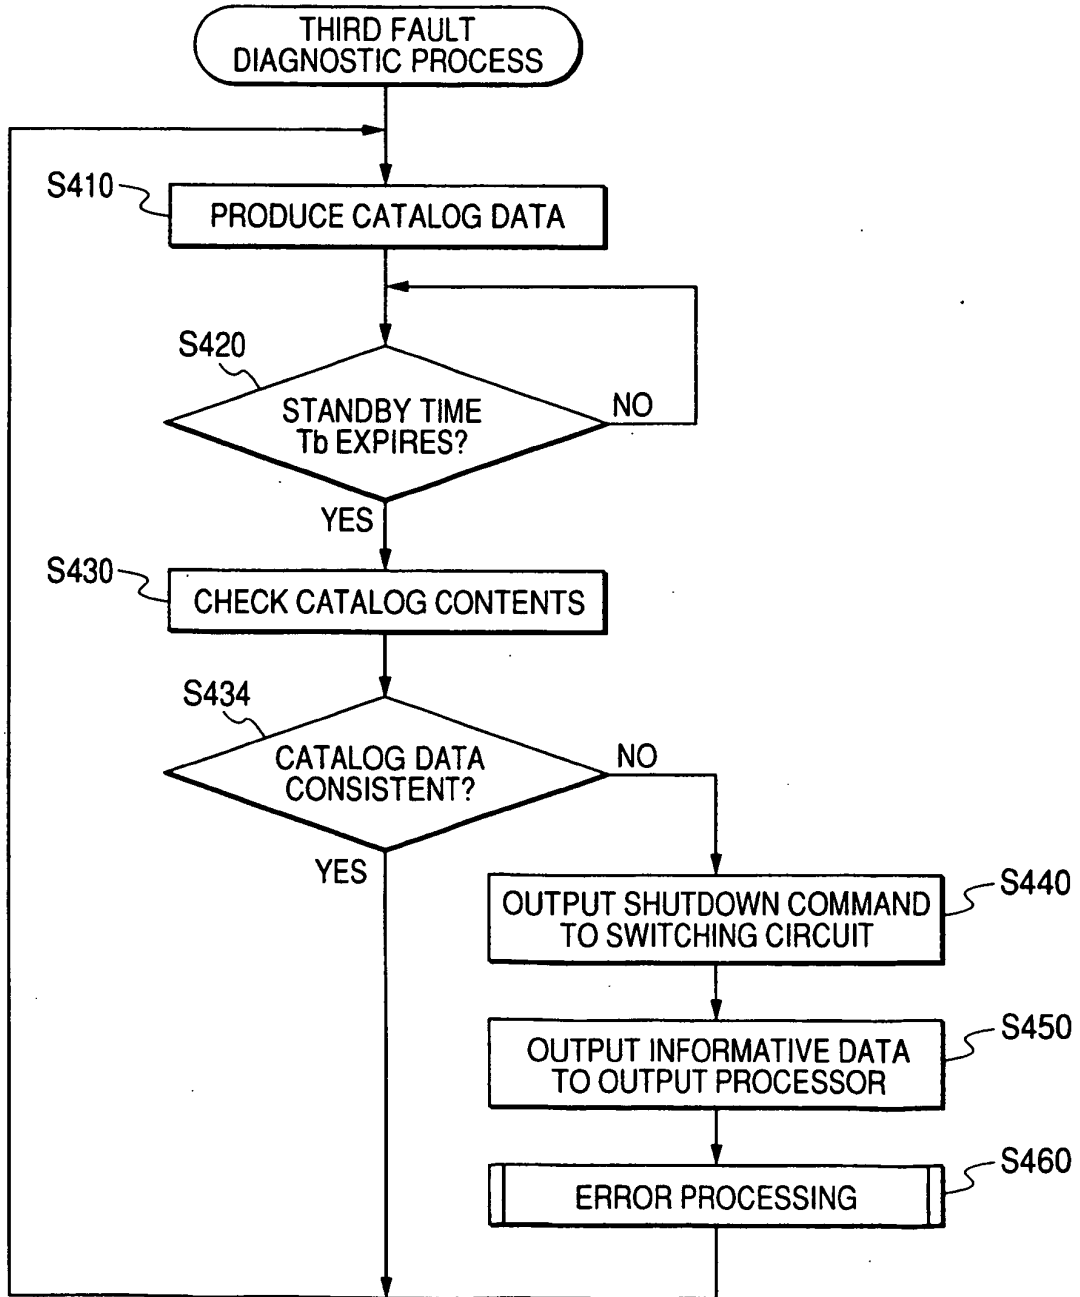 THIRD FAULT
DIAGNOSTIC PROCESS
S410
PRODUCE CATALOG DATA
S420
STANDBY TIME
Tb EXPIRES?
NO
YES
S430
CHECK CATALOG CONTENTS
S434
CATALOG DATA
CONSISTENT?
NO
YES
OUTPUT SHUTDOWN COMMAND
TO SWITCHING CIRCUIT
S440
OUTPUT INFORMATIVE DATA
TO OUTPUT PROCESSOR
S450
ERROR PROCESSING
S460